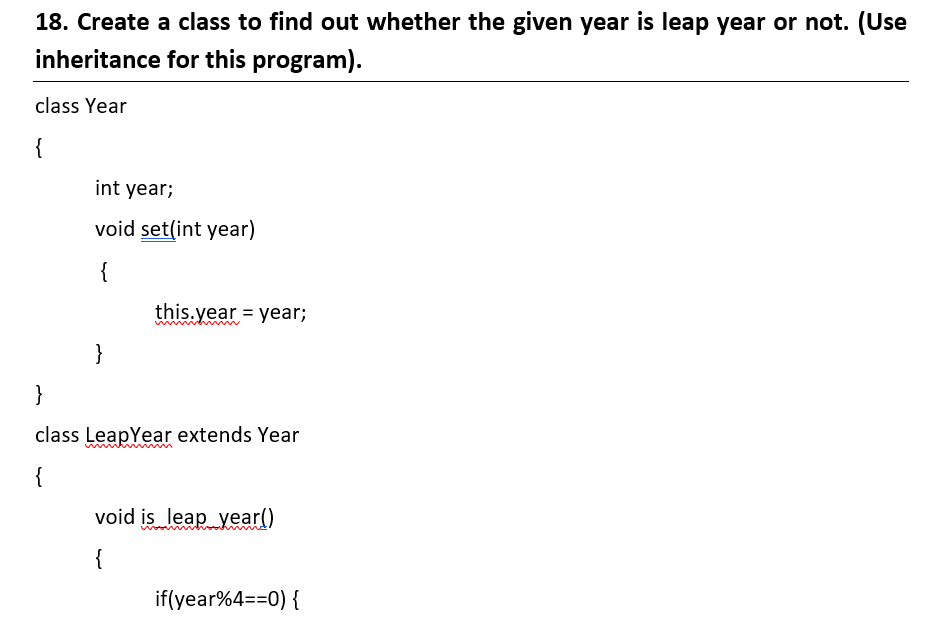 18. Create a class to find out whether the given year is leap year or not. (Use
inheritance for this program).
class Year
{
int year;
void set(int year)
{
this.year = year;
}
}
class LeapYear extends Year
{
void is_leap_year()
{
if(year%4==0) {